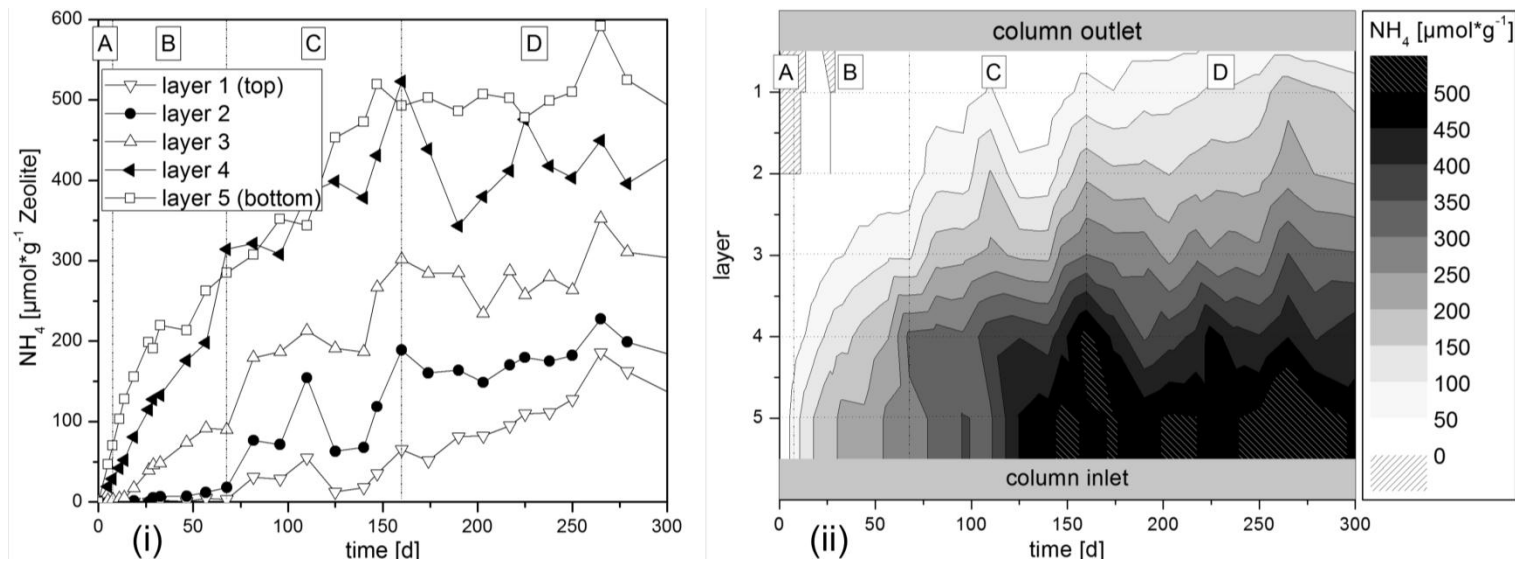 600
500
400
300
200
100
0
NH₄ [µmol*g⁻¹ Zeolite]
A
B
C
D
layer 1 (top)
layer 2
layer 3
layer 4
layer 5 (bottom)
0 50 100 150 200 250 300
(i)
time [d]
column outlet
A
B
C
D
1
2
3
4
5
layer
column inlet
0 50 100 150 200 250 300
(ii)
time [d]
NH₄ [µmol*g⁻¹]
500
450
400
350
300
250
200
150
100
50
0